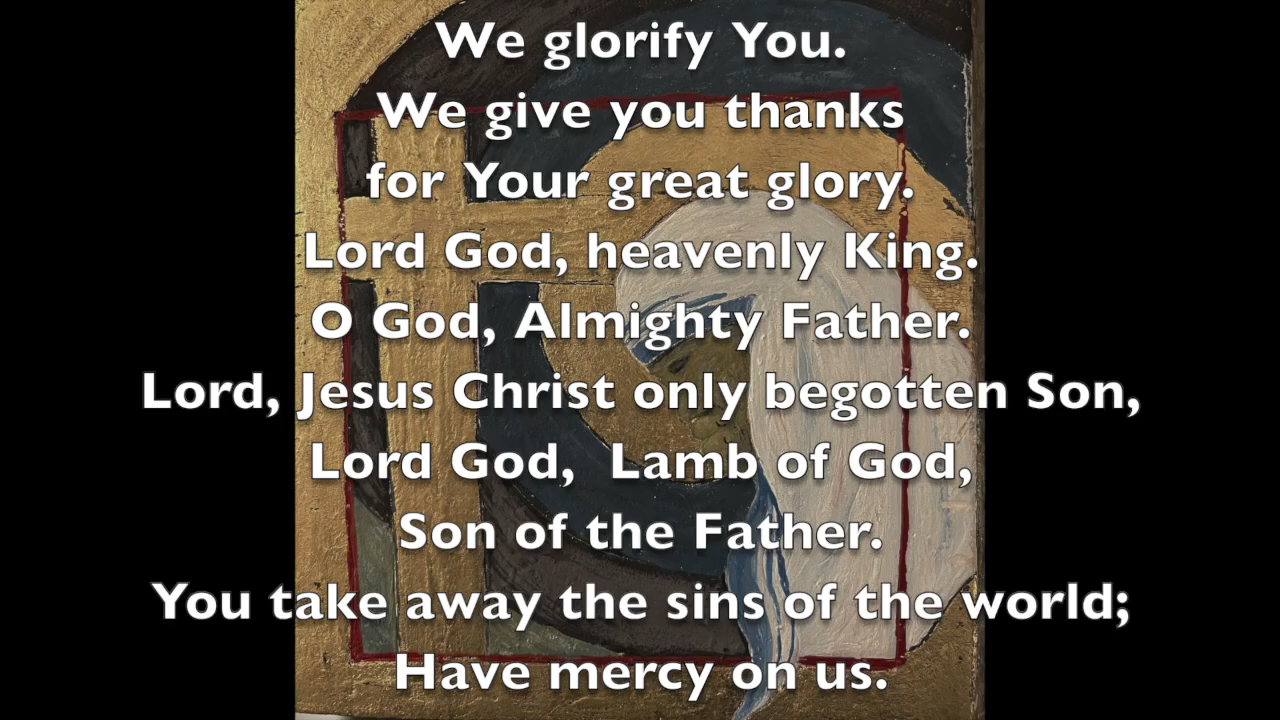 We glorify You.
We give you thanks
for Your great glory.
Lord God, heavenly King.
O God, Almighty Father.
Lord, Jesus Christ only begotten Son,
Lord God,  Lamb of God,
Son of the Father.
You take away the sins of the world;
Have mercy on us.